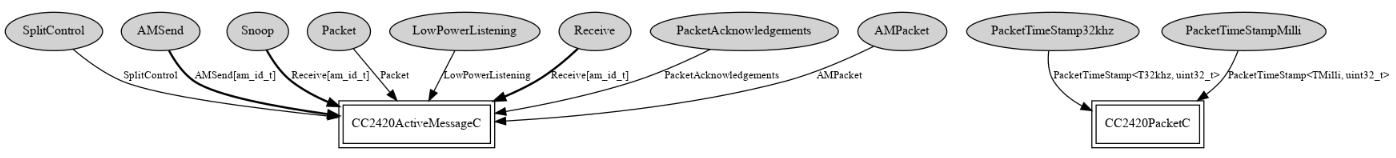 SplitControl
AMSend
Snoop
Packet
LowPowerListening
Receive
PacketAcknowledgements
AMPacket
PacketTimeStamp32khz
PacketTimeStampMilli
SplitControl
AMSend[am_id_t]
Receive[am_id_t]
Packet
LowPowerListening
Receive[am_id_t]
PacketAcknowledgements
AMPacket
PacketTimeStamp<T32khz, uint32_t>
PacketTimeStamp<TMilli, uint32_t>
CC2420ActiveMessageC
CC2420PacketC